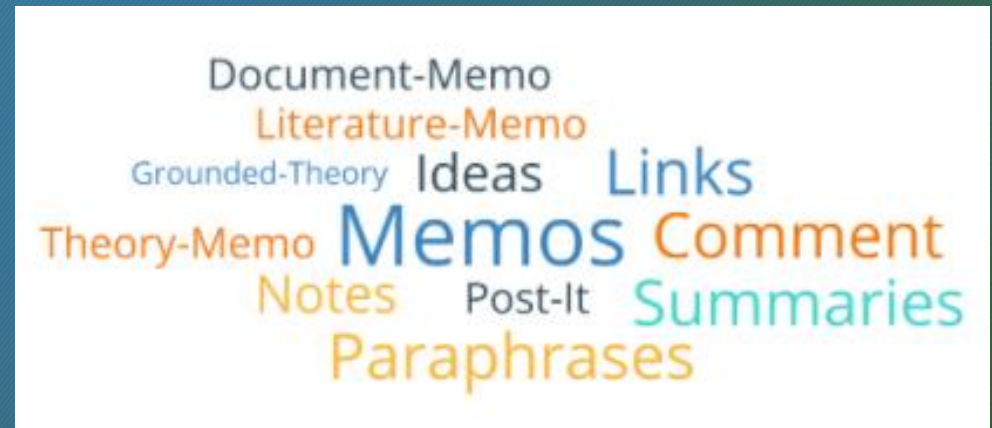 Document-Memo
Literature-Memo
Grounded-Theory Ideas Links
Theory-Memo Memos Comment
Notes Post-It Summaries
Paraphrases